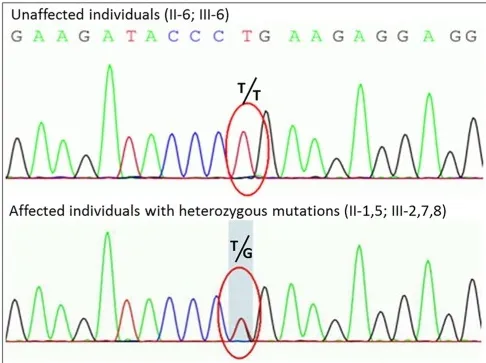 Unaffected individuals (II-6; III-6)
G A A G A T A C C C T G A A G A G G A G G
T/T
Affected individuals with heterozygous mutations (II-1,5; III-2,7,8)
T/G